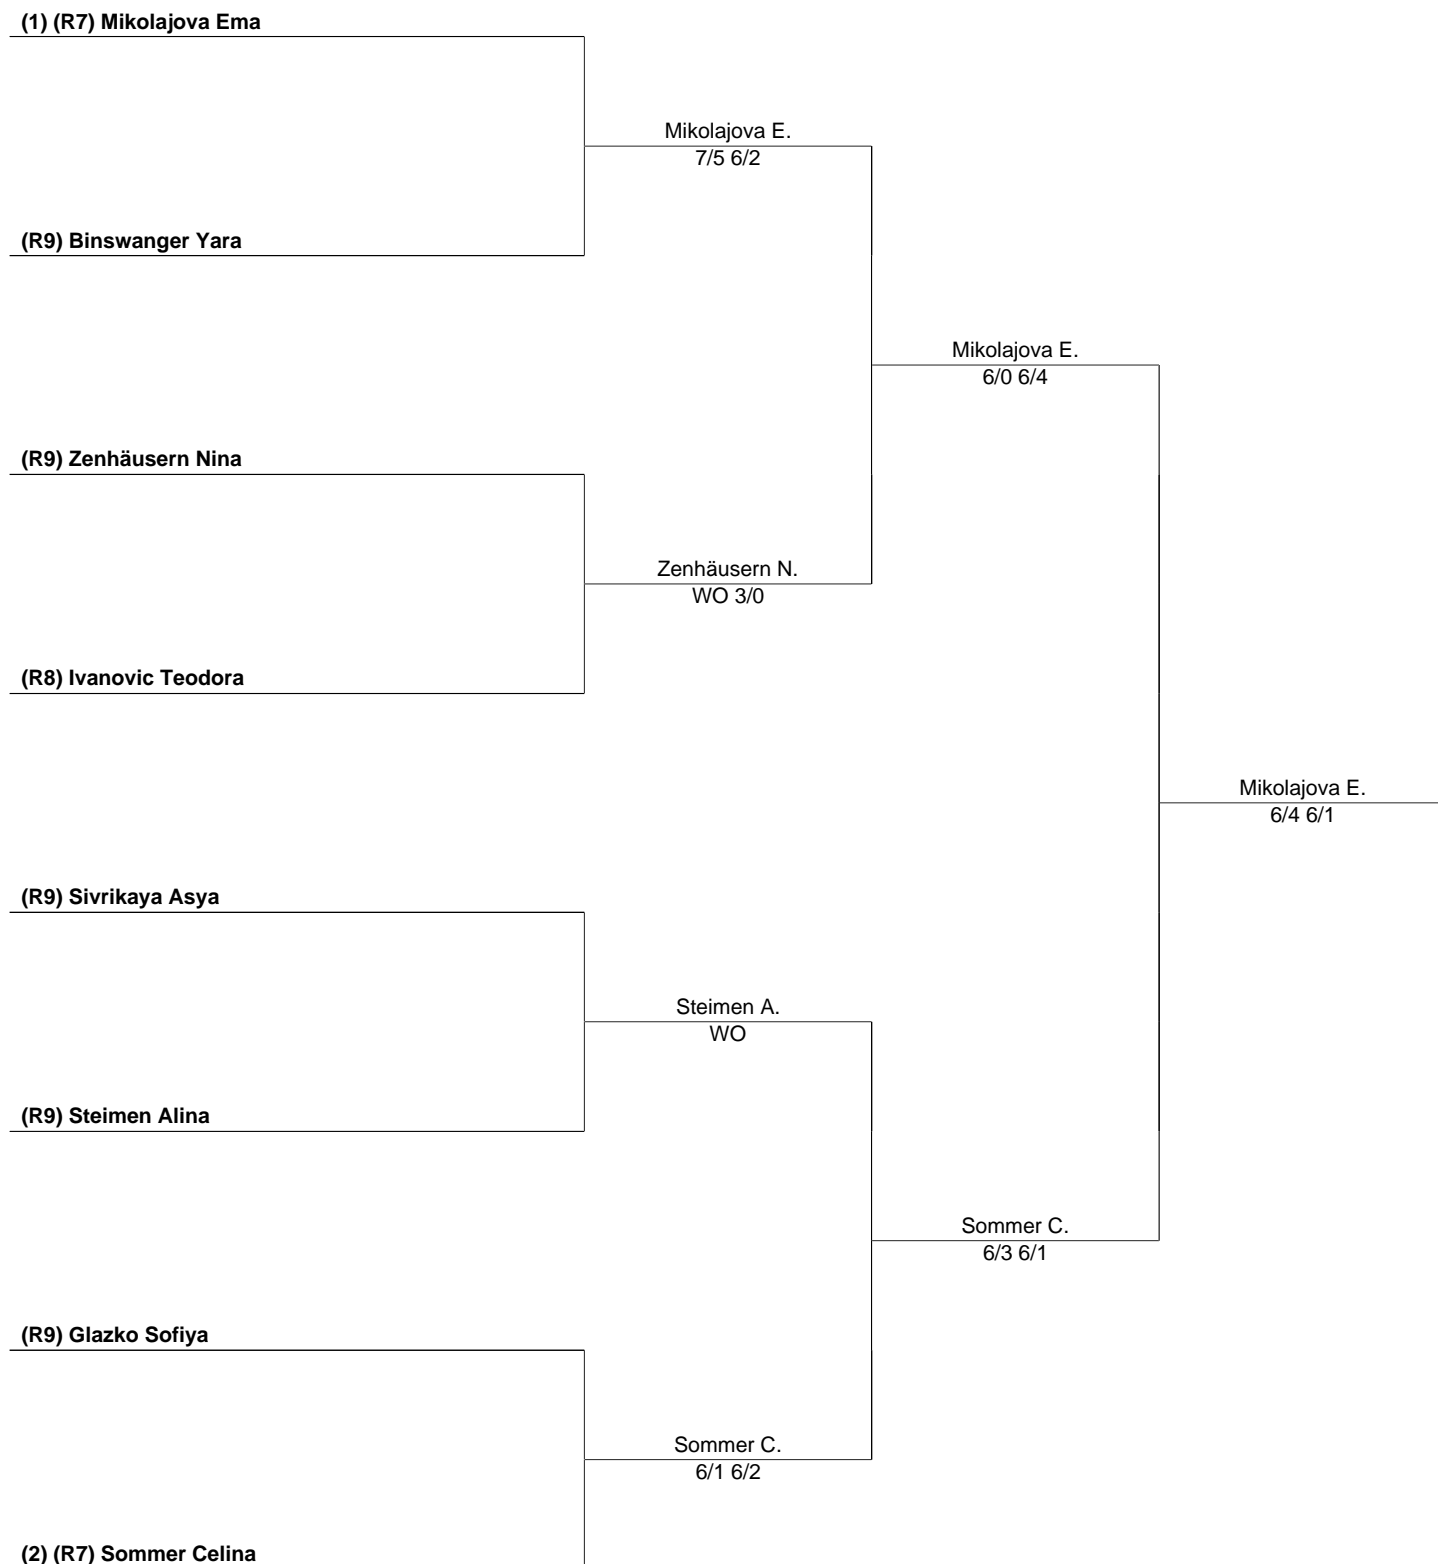 (1) (R7) Mikolajova Ema
Mikolajova E.
7/5 6/2
(R9) Binswanger Yara
Mikolajova E.
6/0 6/4
(R9) Zenhäusern Nina
Zenhäusern N.
WO 3/0
(R8) Ivanovic Teodora
Mikolajova E.
6/4 6/1
(R9) Sivrikaya Asya
Steimen A.
WO
(R9) Steimen Alina
Sommer C.
6/3 6/1
(R9) Glazko Sofiya
Sommer C.
6/1 6/2
(2) (R7) Sommer Celina